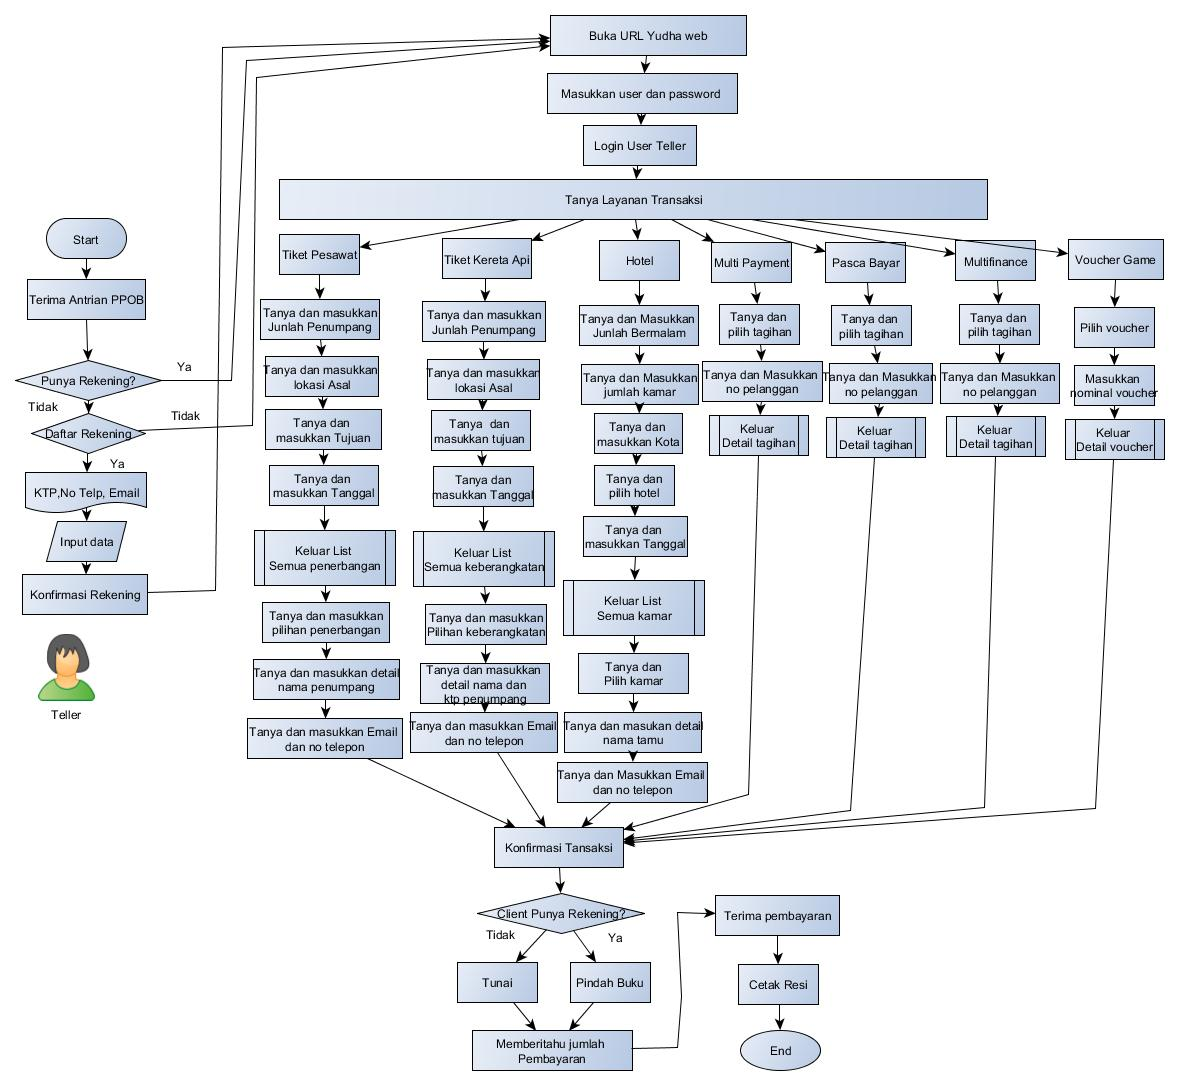 Start
Terima Antrian PPOB
Punya Rekening?
Ya
Tidak
Daftar Rekening
Tidak
Ya
KTP,No Telp, Email
Input data
Konfirmasi Rekening
Teller
Buka URL Yudha web
Masukkan user dan password
Login User Teller
Tanya Layanan Transaksi
Tiket Pesawat
Tanya dan masukkan
Junlah Penumpang
Tanya dan masukkan
lokasi Asal
Tanya dan
masukkan Tujuan
Tanya dan
masukkan Tanggal
Keluar List
Semua penerbangan
Tanya dan masukkan
pilihan penerbangan
Tanya dan masukkan detail
nama penumpang
Tanya dan masukkan Email
dan no telepon
Tiket Kereta Api
Tanya dan masukkan
Junlah Penumpang
Tanya dan masukkan
lokasi Asal
Tanya dan
masukkan tujuan
Tanya dan
masukkan Tanggal
Keluar List
Semua keberangkatan
Tanya dan masukkan
Pilihan keberangkatan
Tanya dan masukkan
detail nama dan
ktp penumpang
Tanya dan masukkan Email
dan no telepon
Hotel
Tanya dan Masukkan
Junlah Bermalam
Tanya dan Masukkan
jumlah kamar
Tanya dan
masukkan Kota
Tanya dan
pilih hotel
Tanya dan
masukkan Tanggal
Keluar List
Semua kamar
Tanya dan
Pilih kamar
Tanya dan masukan detail
nama tamu
Tanya dan Masukkan Email
dan no telepon
Multi Payment
Tanya dan
pilih tagihan
Tanya dan Masukkan
no pelanggan
Keluar
Detail tagihan
Pasca Bayar
Tanya dan
pilih tagihan
Tanya dan Masukkan
no pelanggan
Keluar
Detail tagihan
Multifinance
Tanya dan
pilih tagihan
Tanya dan Masukkan
no pelanggan
Keluar
Detail tagihan
Voucher Game
Pilih voucher
Masukkan
nominal voucher
Keluar
Detail voucher
Konfirmasi Tansaksi
Client Punya Rekening?
Tidak
Ya
Tunai
Pindah Buku
Memberitahu jumlah
Pembayaran
Terima pembayaran
Cetak Resi
End